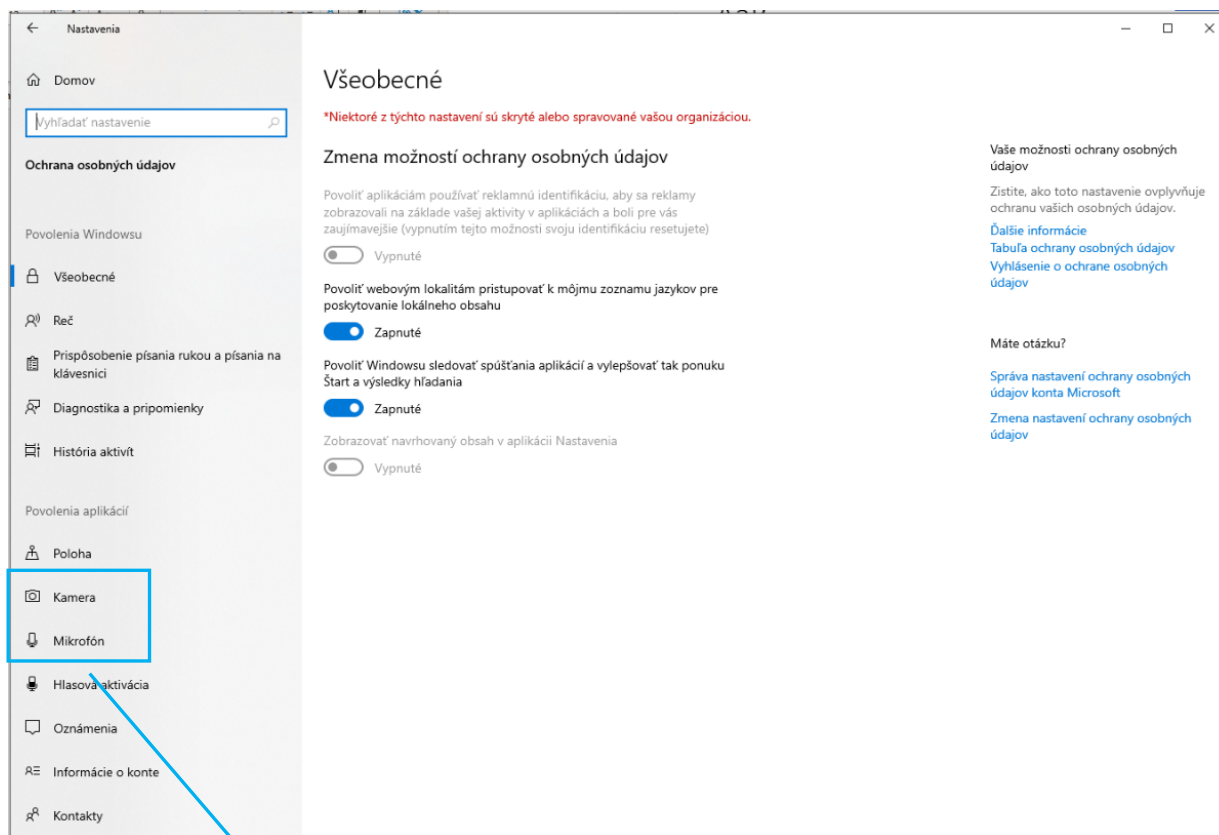 Nastavenia
Domov
Vyhľadať nastavenie
Ochrana osobných údajov
Povolenia Windowsu
Všeobecné
Reč
Prispôsobenie písania rukou a písania na
klávesnici
Diagnostika a pripomienky
História aktivít
Povolenia aplikácií
Poloha
Kamera
Mikrofón
Hlasová aktivácia
Oznámenia
Informácie o konte
Kontakty
Všeobecné
*Niektoré z týchto nastavení sú skryté alebo spravované vašou organizáciou.
Zmena možností ochrany osobných údajov
Povoliť aplikáciám používať reklamnú identifikáciu, aby sa reklamy
zobrazovali na základe vašej aktivity v aplikáciách a boli pre vás
zaujímavejšie (vypnutím tejto možnosti svoju identifikáciu resetujete)
Vypnuté
Povoliť webovým lokalitám pristupovať k môjmu zoznamu jazykov pre
poskytovanie lokálneho obsahu
Zapnuté
Povoliť Windowsu sledovať spúšťania aplikácií a vylepšovať tak ponuku
Štart a výsledky hľadania
Zapnuté
Zobrazovať navrhovaný obsah v aplikácii Nastavenia
Vypnuté
Vaše možnosti ochrany osobných
údajov
Zistite, ako toto nastavenie ovplyvňuje
ochranu vašich osobných údajov.
Ďalšie informácie
Tabuľa ochrany osobných údajov
Vyhlásenie o ochrane osobných
údajov
Máte otázku?
Správa nastavení ochrany osobných
údajov konta Microsoft
Zmena nastavení ochrany osobných
údajov